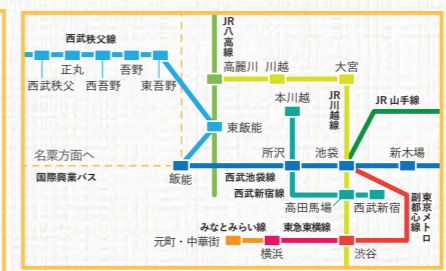 西武秩父線
JR八高線
正丸
吾野
西武秩父
西吾野
東吾野
高麗川
川越
大宮
本川越
JR川越線
JR 山手線
東飯能
名栗方面へ
国際興業バス
飯能
所沢
池袋
新木場
西武池袋線
西武新宿線
高田馬場
西武新宿
東京メトロ
副都心線
みなとみらい線
東急東横線
元町・中華街
横浜
渋谷